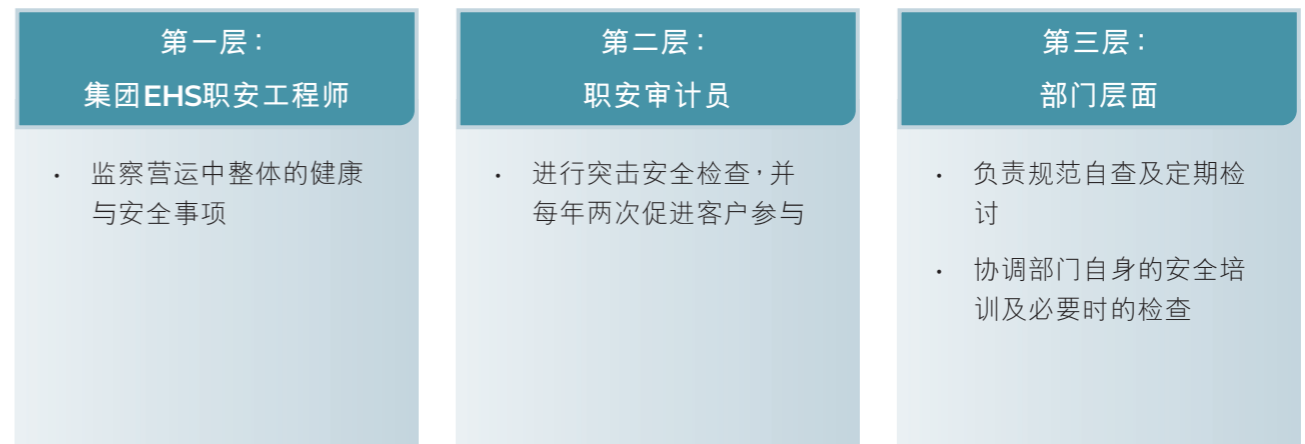 第一层：
集团EHS职安工程师
• 监察营运中整体的健康
与安全事项
第二层：
职安审计员
• 进行突击安全检查，并
每年两次促进客户参与
第三层：
部门层面
• 负责规范自查及定期检
讨
• 协调部门自身的安全培
训及必要时的检查